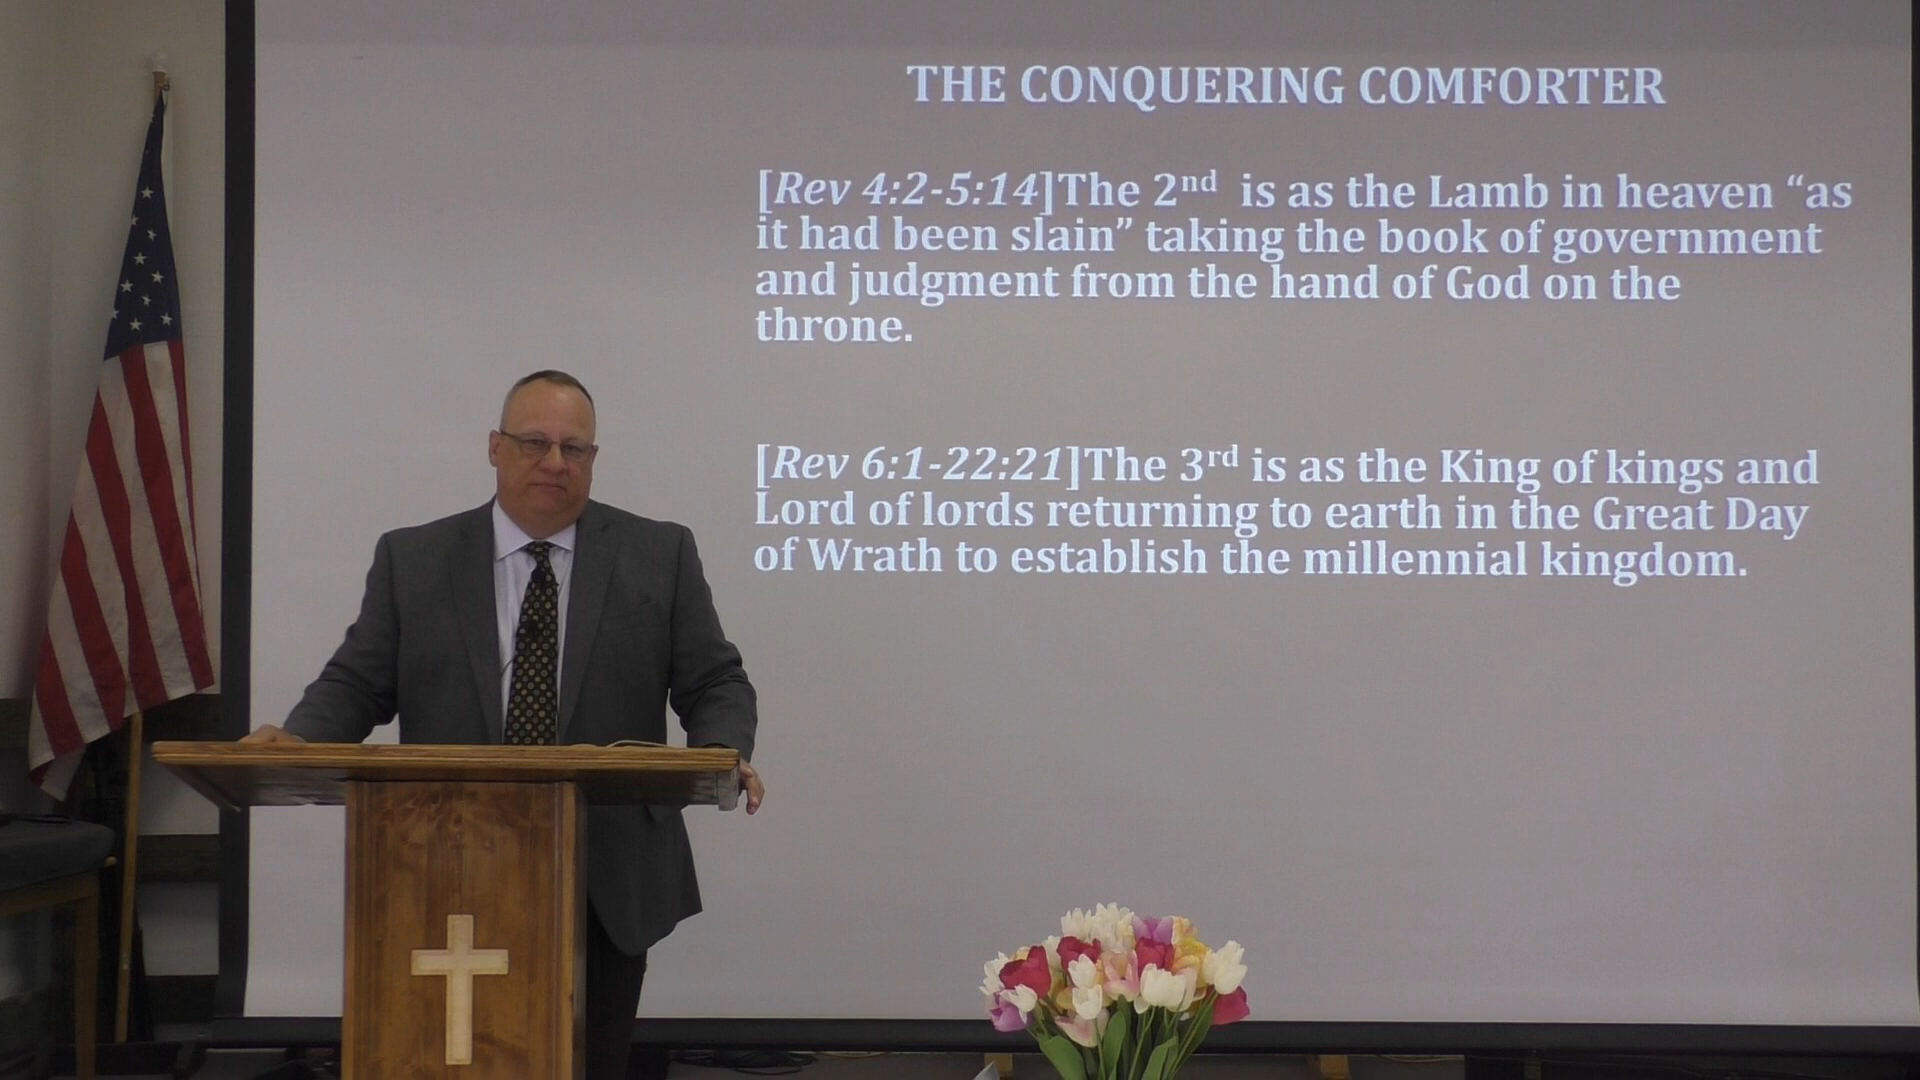 THE CONQUERING COMFORTER
[Rev 4:2-5:14]The 2nd is as the Lamb in heaven “as
it had been slain” taking the book of government
and judgment from the hand of God on the
throne.
[Rev 6:1-22:21]The 3rd is as the King of kings and
Lord of lords returning to earth in the Great Day
of Wrath to establish the millennial kingdom.